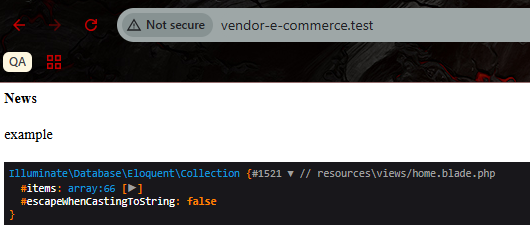 Not secure
vendor-e-commerce.test
QA
News
example
Illuminate\Database\Eloquent\Collection {#1521 ▼ // resources\views/home.blade.php
#items: array:66 [▶]
#escapeWhenCastingToString: false
}